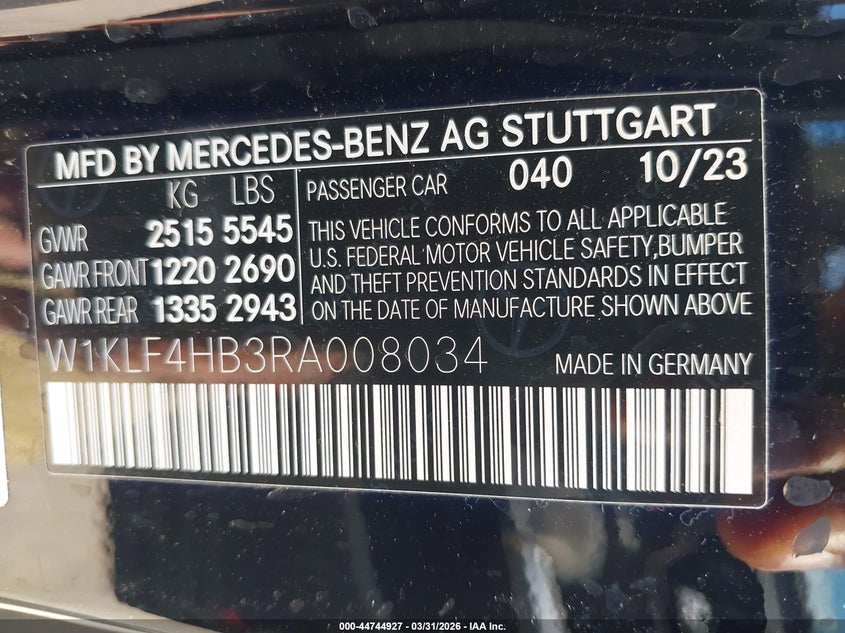 MFD BY MERCEDES-BENZ AG STUTTGART
KG LBS
GVWR 2515 5545
GAWR FRONT 1220 2690
GAWR REAR 1335 2943
PASSENGER CAR 040 10/23
THIS VEHICLE CONFORMS TO ALL APPLICABLE
U.S. FEDERAL MOTOR VEHICLE SAFETY,BUMPER
AND THEFT PREVENTION STANDARDS IN EFFECT
ON THE DATE OF MANUFACTURE SHOWN ABOVE
W1KLF4HB3RA008034
MADE IN GERMANY
000-44744927 | 03/31/2026 | IAA Inc.